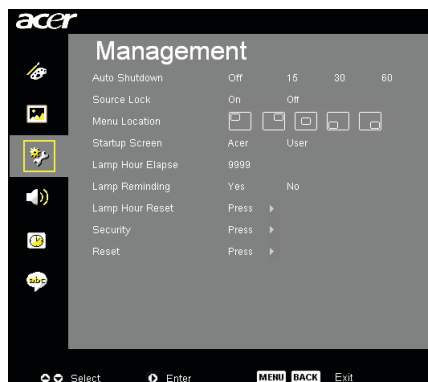 acer
Management
Auto Shutdown Off 15 30 60
Source Lock On Off
Menu Location
Startup Screen Acer User
Lamp Hour Elapse 9999
Lamp Reminding Yes No
Lamp Hour Reset Press
Security Press
Reset Press
abc
Select Enter MENU BACK Exit